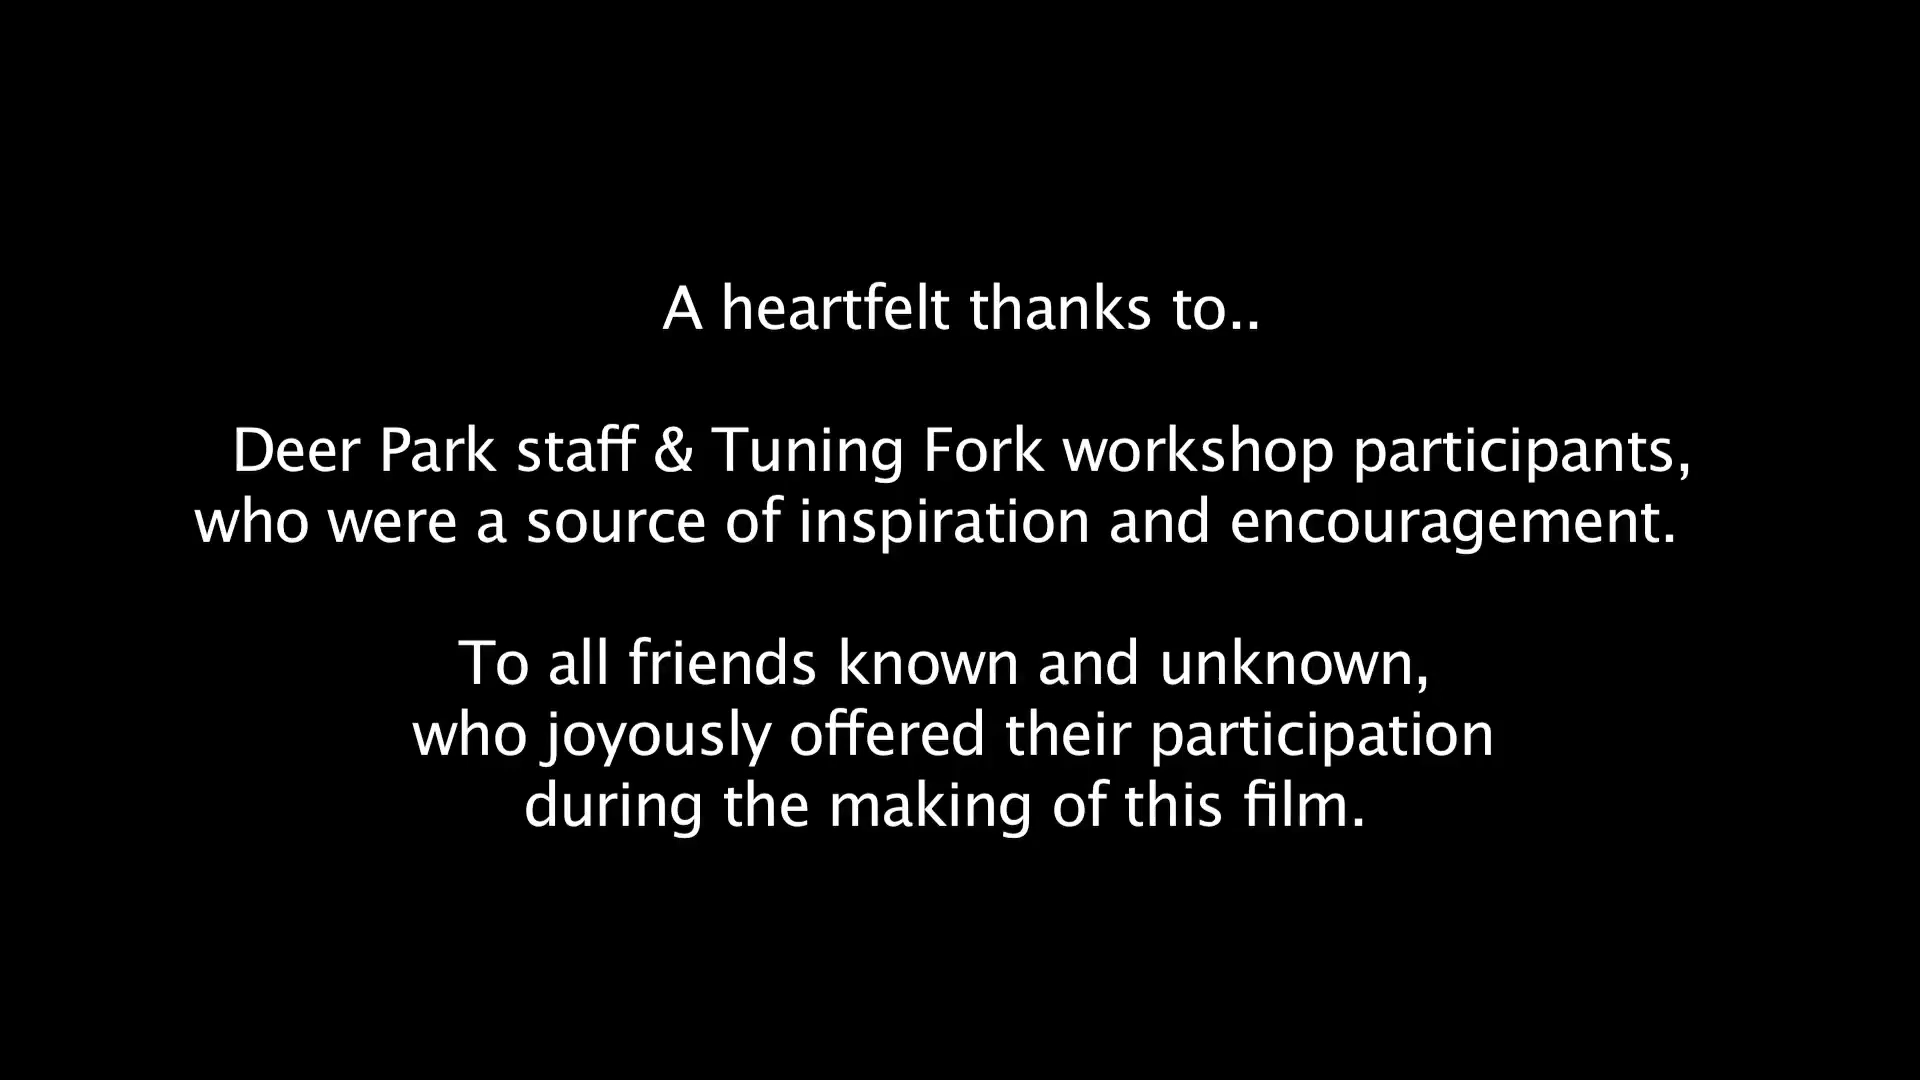 A heartfelt thanks to..
Deer Park staff & Tuning Fork workshop participants,
who were a source of inspiration and encouragement.
To all friends known and unknown,
who joyously offered their participation
during the making of this film.